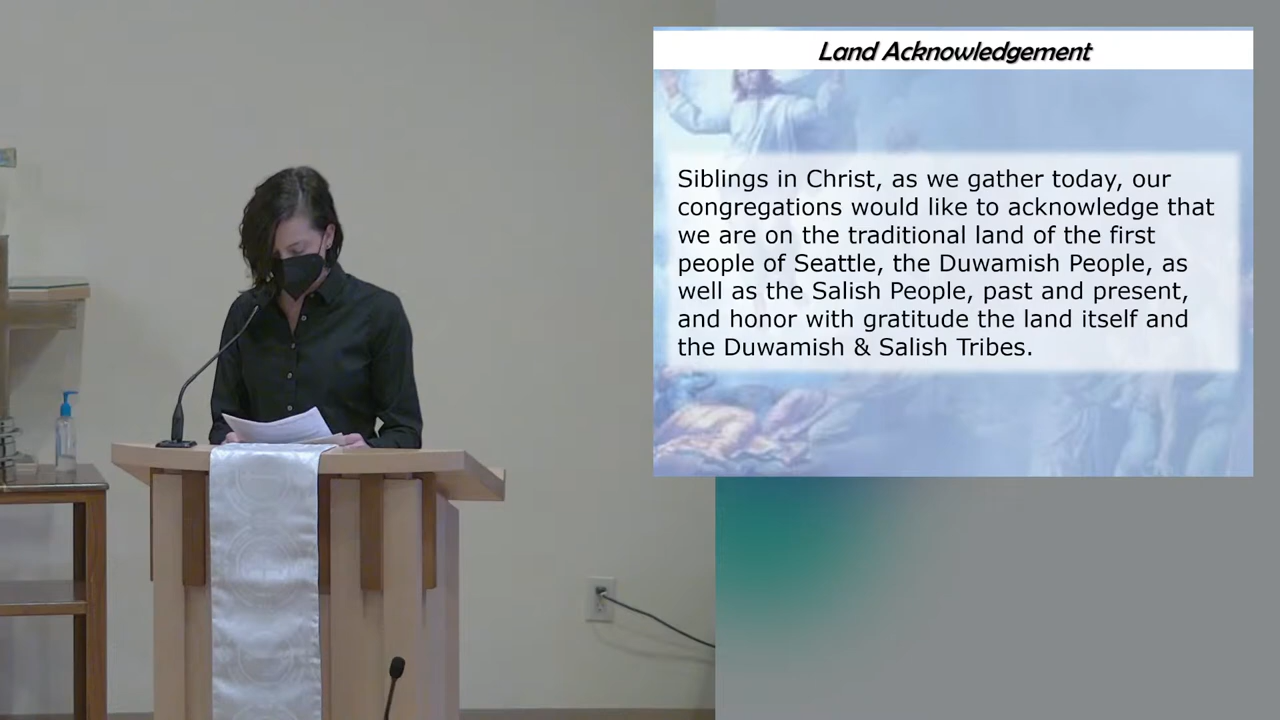 Land Acknowledgement
Siblings in Christ, as we gather today, our
congregations would like to acknowledge that
we are on the traditional land of the first
people of Seattle, the Duwamish People, as
well as the Salish People, past and present,
and honor with gratitude the land itself and
the Duwamish & Salish Tribes.